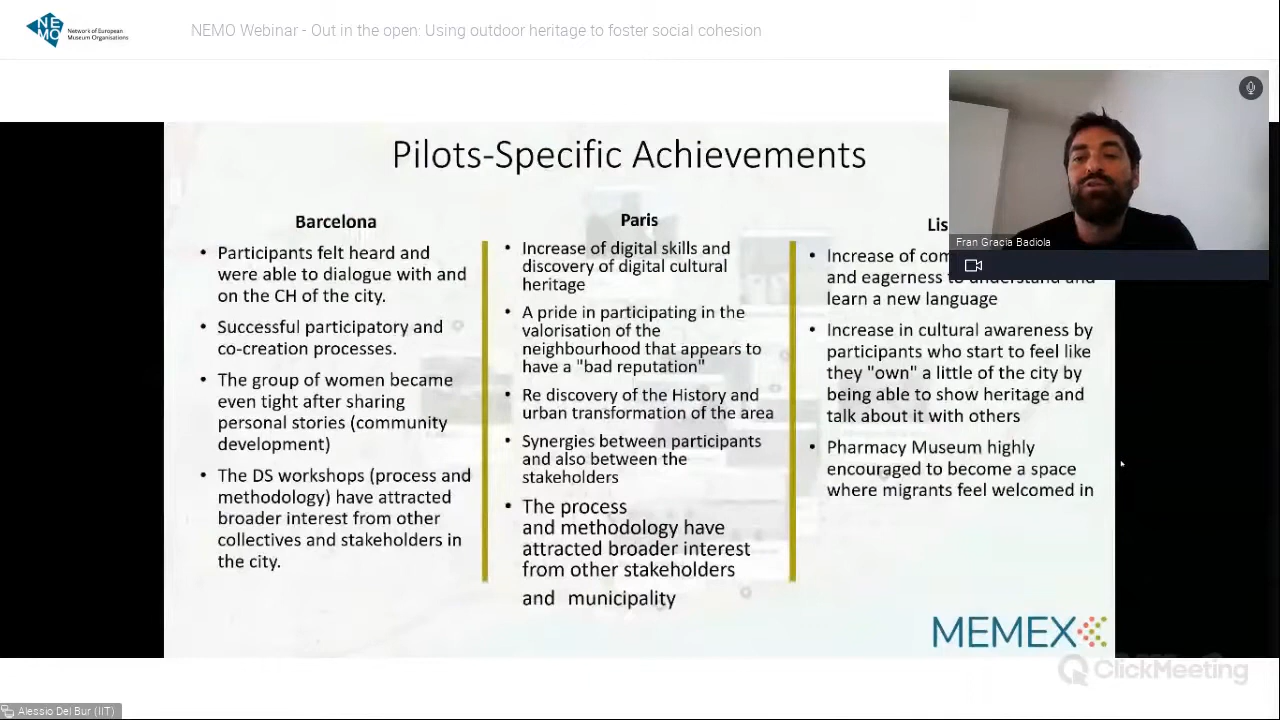 NE
MO
Network of European
Museum Organisations
NEMO Webinar - Out in the open: Using outdoor heritage to foster social cohesion
Pilots-Specific Achievements
Barcelona
• Participants felt heard and
were able to dialogue with and
on the CH of the city.
• Successful participatory and
co-creation processes.
• The group of women became
even tight after sharing
personal stories (community
development)
• The DS workshops (process and
methodology) have attracted
broader interest from other
collectives and stakeholders in
the city.
Paris
• Increase of digital skills and
discovery of digital cultural
heritage
• A pride in participating in the
valorisation of the
neighbourhood that appears to
have a "bad reputation"
• Re discovery of the History and
urban transformation of the area
• Synergies between participants
and also between the
stakeholders
• The process
and methodology have
attracted broader interest
from other stakeholders
and municipality
Lis
• Increase of com
and eagerness to understand and
learn a new language
• Increase in cultural awareness by
participants who start to feel like
they "own" a little of the city by
being able to show heritage and
talk about it with others
• Pharmacy Museum highly
encouraged to become a space
where migrants feel welcomed in
Fran Gracia Badiola
MEMEX
ClickMeeting
Alessio Del Bur (IIT)